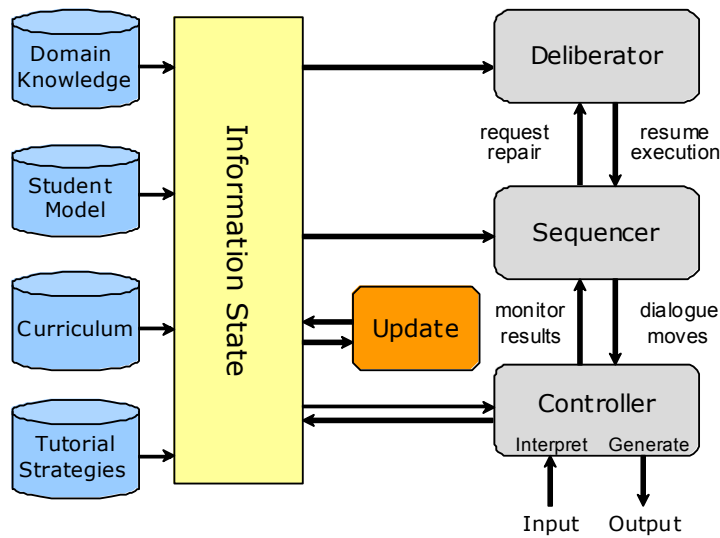 Domain
Knowledge
Student
Model
Curriculum
Tutorial
Strategies
Information State
Update
Deliberator
request
repair
resume
execution
Sequencer
monitor
results
dialogue
moves
Controller
Interpret
Generate
Input
Output